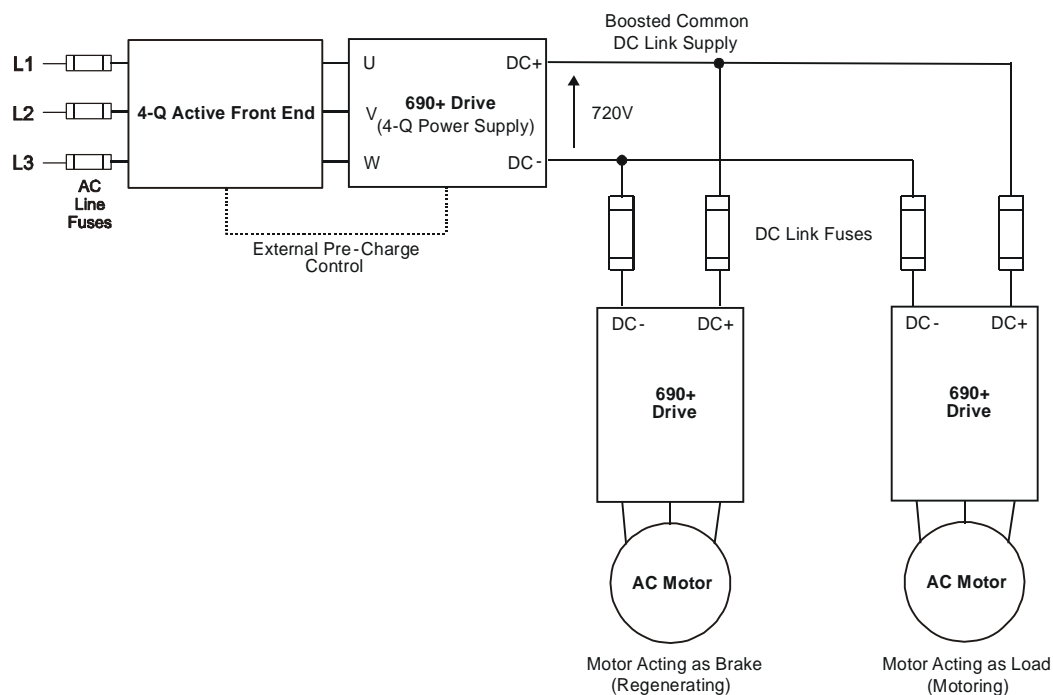 Boosted Common
DC Link Supply
L1
L2
L3
AC
Line
Fuses
4-Q Active Front End
U
V
W
690+ Drive
(4-Q Power Supply)
DC+
DC-
720V
External Pre-Charge
Control
DC Link Fuses
DC-
DC+
690+
Drive
AC Motor
Motor Acting as Brake
(Regenerating)
DC-
DC+
690+
Drive
AC Motor
Motor Acting as Load
(Motoring)